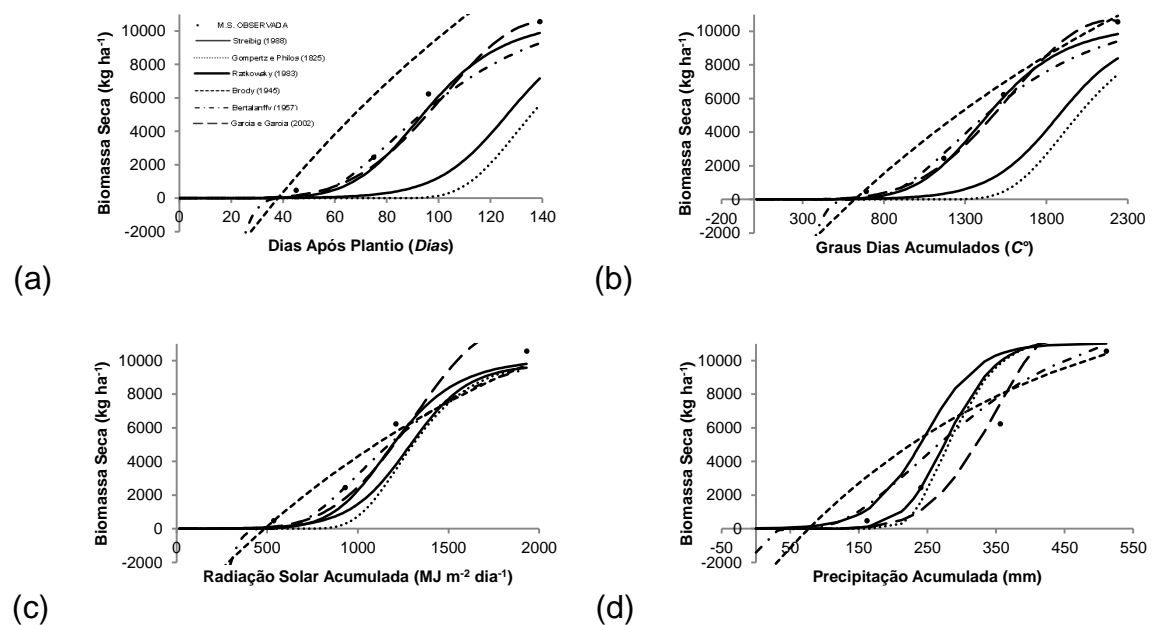 Biomassa Seca (kg ha⁻¹)
10000
8000
6000
4000
2000
0
-2000
M.S. OBSERVADA
Streibig (1988)
Gompertz e Philos (1825)
Ratkowsky (1983)
Brody (1945)
Bertalanffy (1957)
Garcia e Garcia (2002)
0 20 40 60 80 100 120 140
Dias Após Plantio (Dias)
(a)
Biomassa Seca (kg ha⁻¹)
10000
8000
6000
4000
2000
0
-2000
-200 300 800 1300 1800 2300
Graus Dias Acumulados (Cº)
(b)
Biomassa Seca (kg ha⁻¹)
10000
8000
6000
4000
2000
0
-2000
0 500 1000 1500 2000
Radiação Solar Acumulada (MJ m⁻² dia⁻¹)
(c)
Biomassa Seca (kg ha⁻¹)
10000
8000
6000
4000
2000
0
-2000
-50 50 150 250 350 450 550
Precipitação Acumulada (mm)
(d)